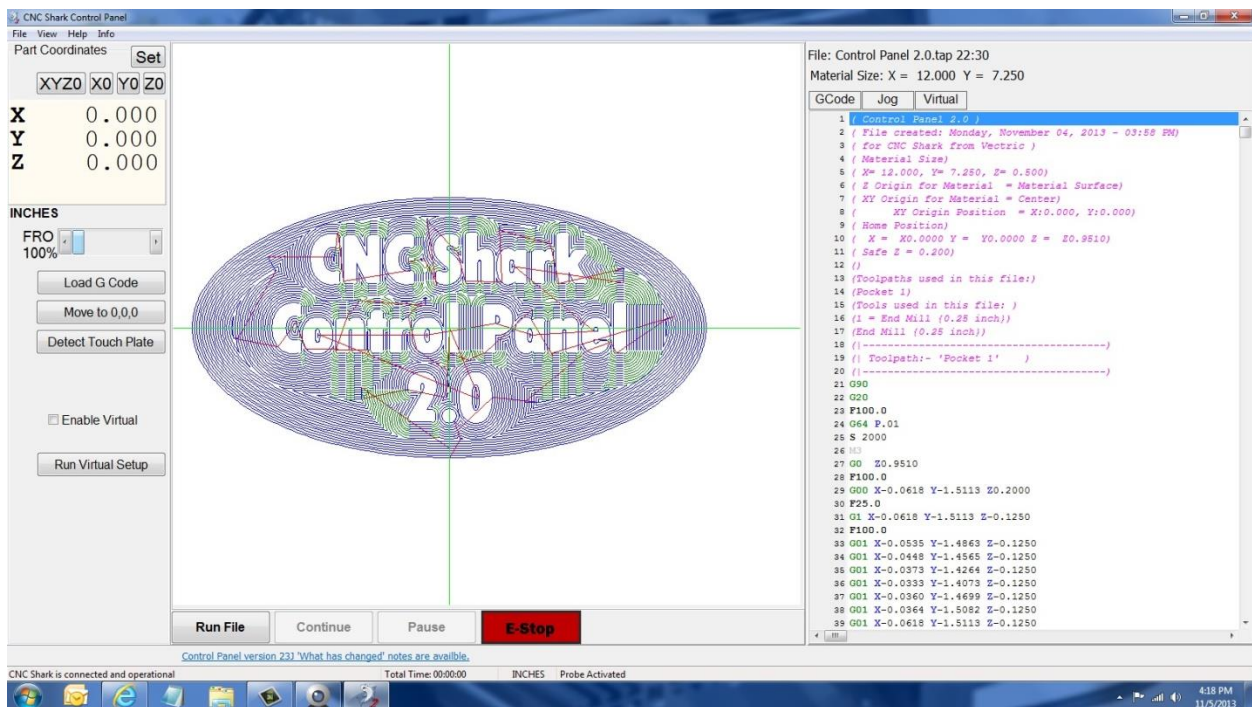 CNC Shark Control Panel
File View Help Info
Part Coordinates
Set
XYZ0 X0 Y0 Z0
X 0.000
Y 0.000
Z 0.000
INCHES
FRO
100%
Load G Code
Move to 0,0,0
Detect Touch Plate
Enable Virtual
Run Virtual Setup
CNC Shark
Control Panel
2.0
Run File Continue Pause E-Stop
File: Control Panel 2.0.tap 22:30
Material Size: X = 12.000 Y = 7.250
GCode Jog Virtual
1 ( Control Panel 2.0 )
2 ( File created: Monday, November 04, 2013 - 03:58 PM)
3 ( for CNC Shark from Vectric )
4 ( Material Size)
5 ( X= 12.000, Y= 7.250, Z= 0.500)
6 ( Z Origin for Material = Material Surface)
7 ( XY Origin for Material = Center)
8 ( XY Origin Position = X:0.000, Y:0.000)
9 ( Home Position)
10 ( X = X0.0000 Y = Y0.0000 Z = Z0.9510)
11 ( Safe Z = 0.200)
12 ()
13 (Toolpaths used in this file:)
14 (Pocket 1)
15 (Tools used in this file: )
16 (1 = End Mill (0.25 inch))
17 (End Mill (0.25 inch))
18 (|---------------------------------------)
19 (| Toolpath:- 'Pocket 1' )
20 (|---------------------------------------)
21 G90
22 G20
23 F100.0
24 G64 P.01
25 S 2000
26 M3
27 G0 Z0.9510
28 F100.0
29 G00 X-0.0618 Y-1.5113 Z0.2000
30 F25.0
31 G1 X-0.0618 Y-1.5113 Z-0.1250
32 F100.0
33 G01 X-0.0535 Y-1.4863 Z-0.1250
34 G01 X-0.0448 Y-1.4565 Z-0.1250
35 G01 X-0.0373 Y-1.4264 Z-0.1250
36 G01 X-0.0333 Y-1.4073 Z-0.1250
37 G01 X-0.0360 Y-1.4699 Z-0.1250
38 G01 X-0.0364 Y-1.5082 Z-0.1250
39 G01 X-0.0618 Y-1.5113 Z-0.1250
Control Panel version 23J 'What has changed' notes are availble.
CNC Shark is connected and operational Total Time: 00:00:00 INCHES Probe Activated
4:18 PM
11/5/2013